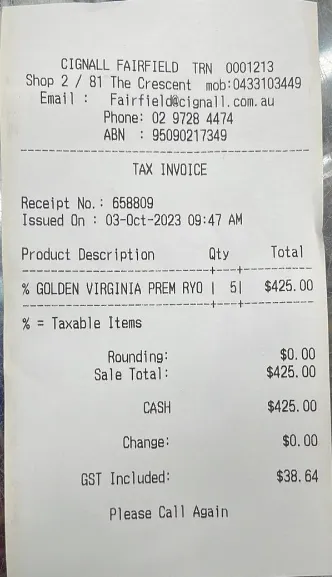 CIGNALL FAIRFIELD TRN 0001213
Shop 2 / 81 The Crescent mob:0433103449
Email : Fairfield@cignall.com.au
Phone: 02 9728 4474
ABN : 95090217349
TAX INVOICE
Receipt No.: 658809
Issued On : 03-Oct-2023 09:47 AM
Product Description Qty Total
% GOLDEN VIRGINIA PREM RYO | 5| $425.00
% = Taxable Items
Rounding: $0.00
Sale Total: $425.00
CASH $425.00
Change: $0.00
GST Included: $38.64
Please Call Again